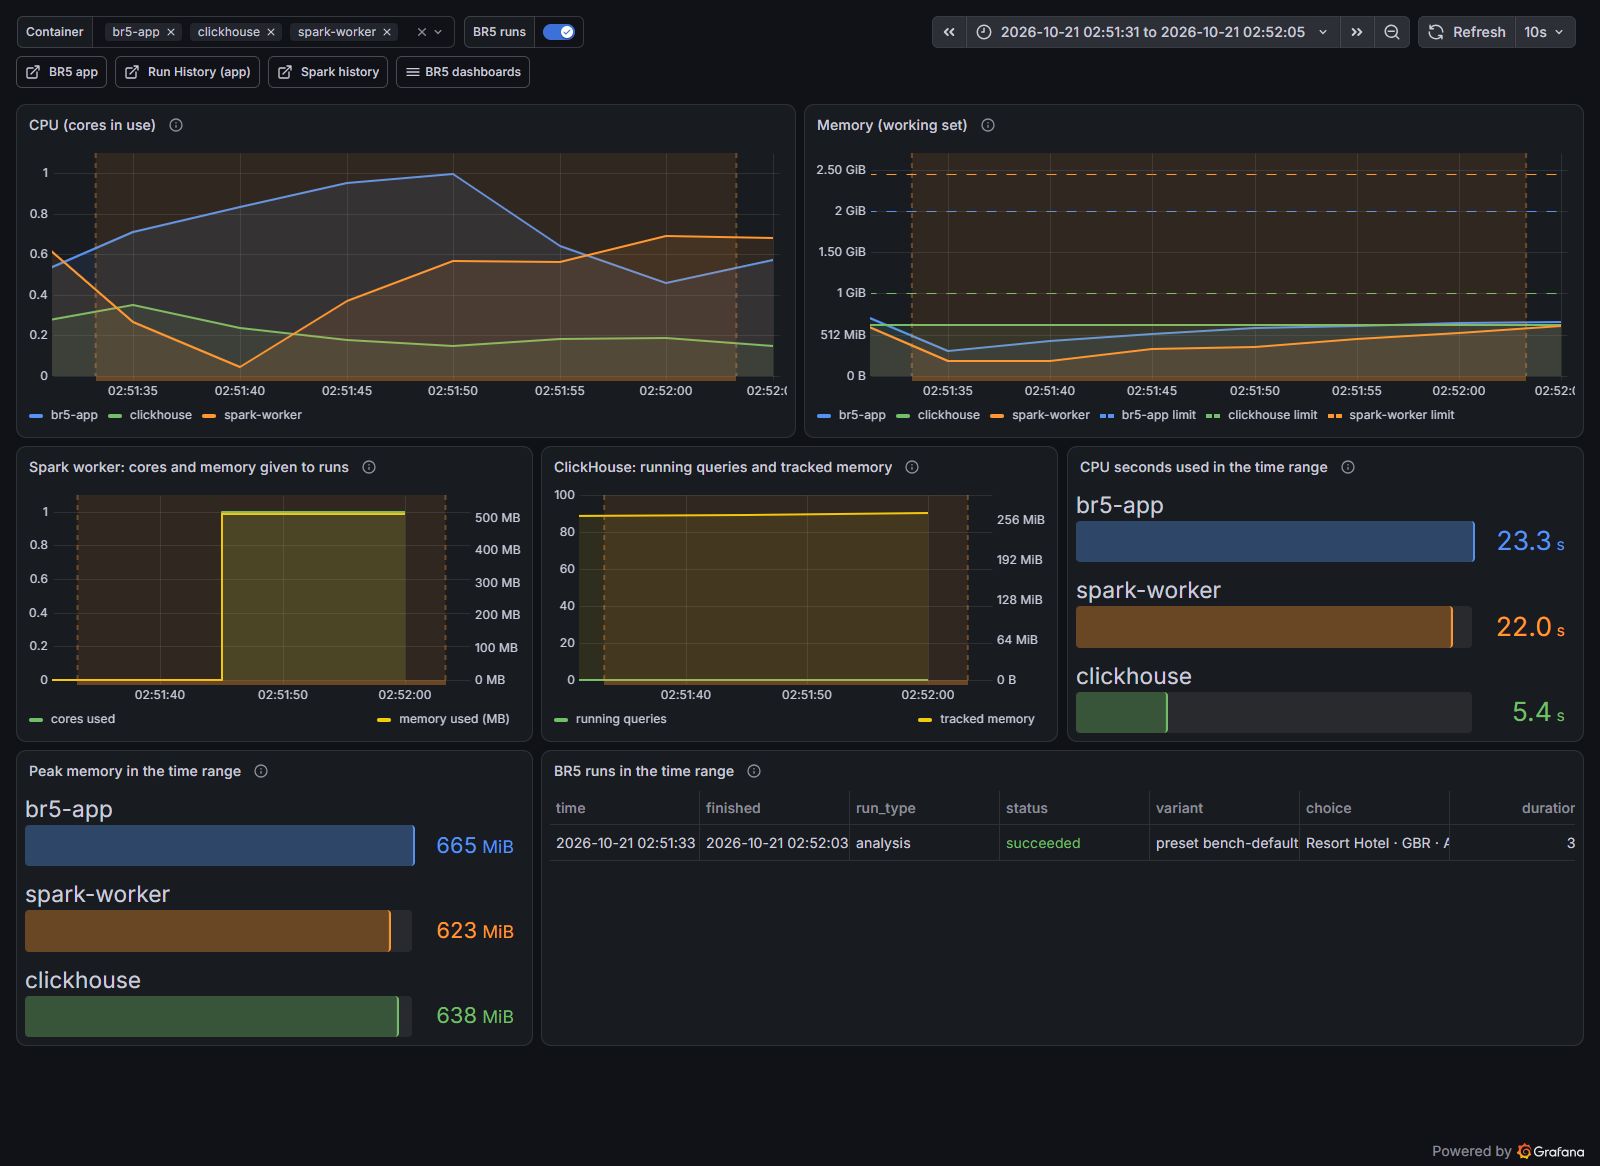 Container br5-app clickhouse spark-worker BR5 runs 2026-10-21 02:51:31 to 2026-10-21 02:52:05 Refresh 10s
BR5 app Run History (app) Spark history BR5 dashboards
CPU (cores in use)
1
0.8
0.6
0.4
0.2
0
02:51:35 02:51:40 02:51:45 02:51:50 02:51:55 02:52:00 02:52:0
br5-app clickhouse spark-worker
Memory (working set)
2.50 GiB
2 GiB
1.50 GiB
1 GiB
512 MiB
0 B
02:51:35 02:51:40 02:51:45 02:51:50 02:51:55 02:52:00 02:52:0
br5-app clickhouse spark-worker br5-app limit clickhouse limit spark-worker limit
Spark worker: cores and memory given to runs
1 500 MB
0.8 400 MB
0.6 300 MB
0.4 200 MB
0.2 100 MB
0 0 MB
02:51:40 02:51:50 02:52:00
cores used memory used (MB)
ClickHouse: running queries and tracked memory
100
80 256 MiB
60 192 MiB
40 128 MiB
20 64 MiB
0 0 B
02:51:40 02:51:50 02:52:00
running queries tracked memory
CPU seconds used in the time range
br5-app
23.3 s
spark-worker
22.0 s
clickhouse
5.4 s
Peak memory in the time range
br5-app
665 MiB
spark-worker
623 MiB
clickhouse
638 MiB
BR5 runs in the time range
time finished run_type status variant choice duration
2026-10-21 02:51:33 2026-10-21 02:52:03 analysis succeeded preset bench-default Resort Hotel · GBR · A 3
Powered by Grafana